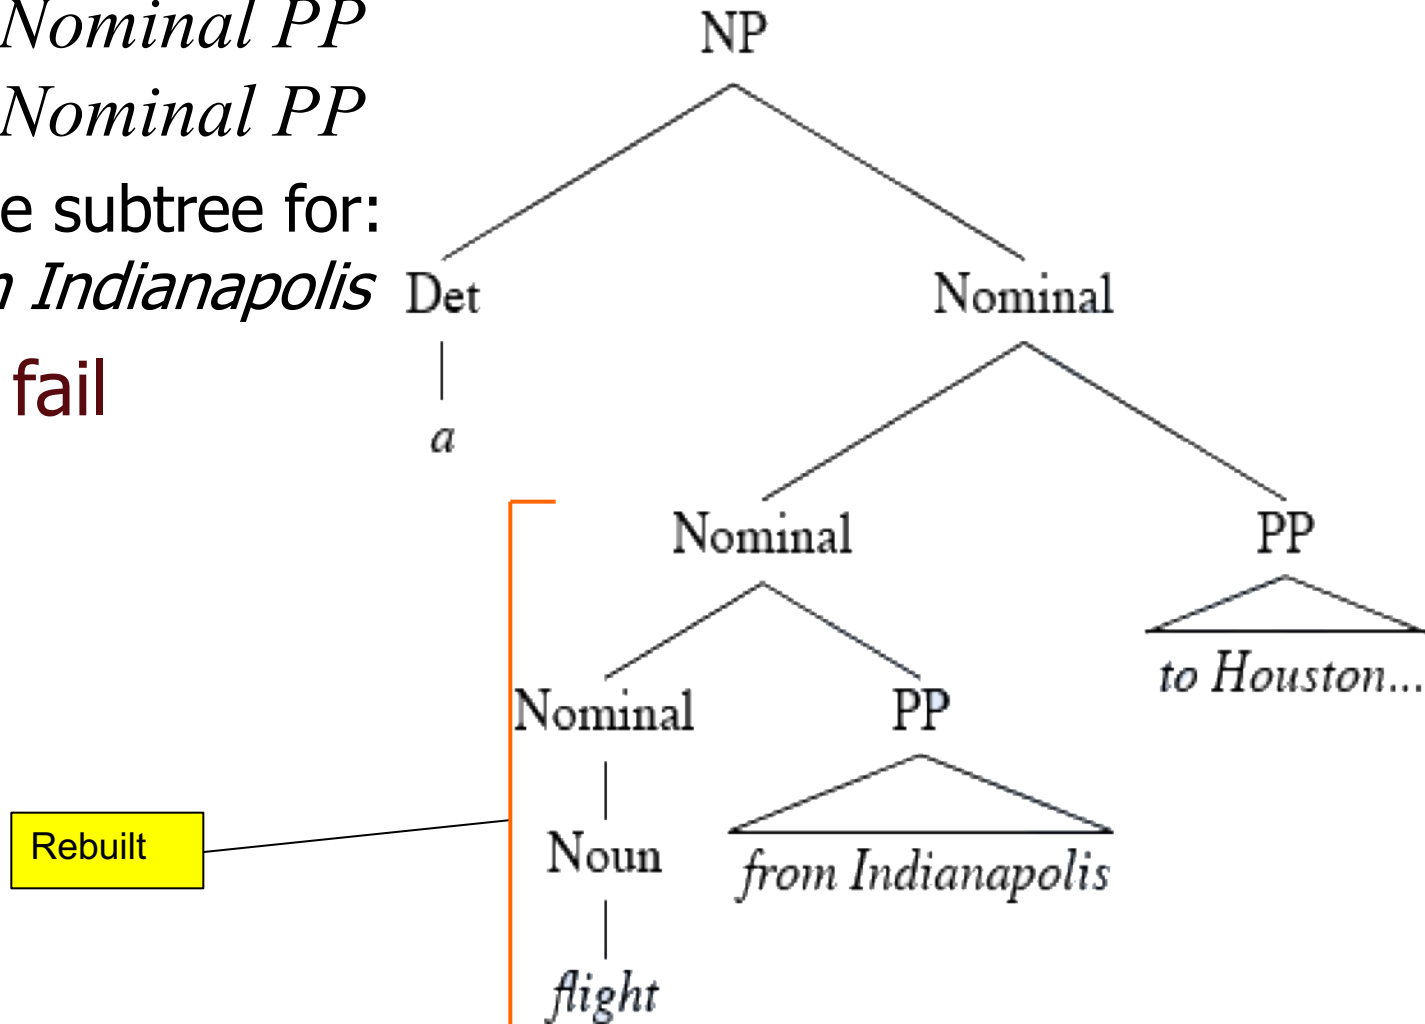 Nominal PP
Nominal PP
e subtree for:
Indianapolis
fail
NP
Det Nominal
a
Nominal PP
to Houston...
Nominal PP
Rebuilt
Noun
from Indianapolis
flight